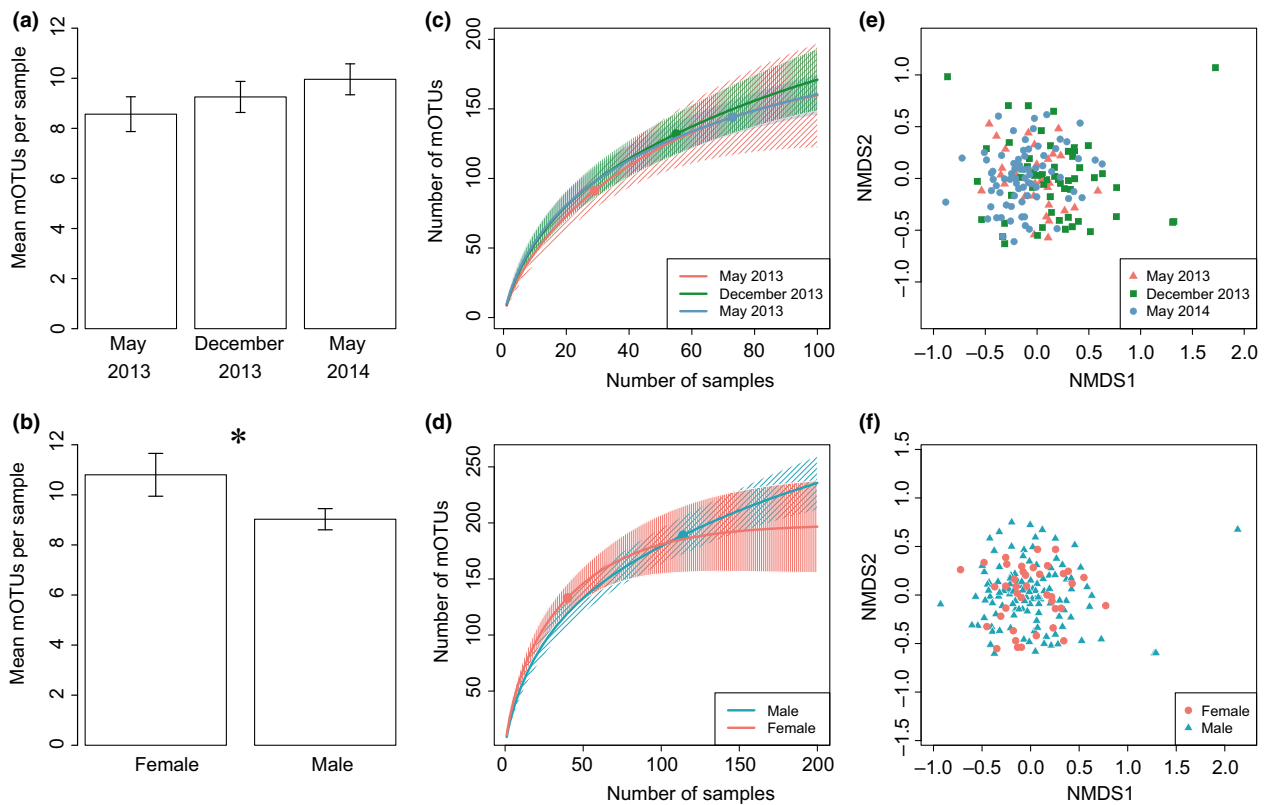 (a)
12
10
8
6
4
2
0
Mean mOTUs per sample
May
2013
December
2013
May
2014
(b)
12
10
8
6
4
2
0
Mean mOTUs per sample
*
Female
Male
(c)
200
150
100
50
0
Number of mOTUs
0
20
40
60
80
100
Number of samples
May 2013
December 2013
May 2013
(d)
250
200
150
100
50
Number of mOTUs
0
50
100
150
200
Number of samples
Male
Female
(e)
1.0
0.5
0.0
−0.5
−1.0
NMDS2
−1.0
−0.5
0.0
0.5
1.0
1.5
2.0
NMDS1
May 2013
December 2013
May 2014
(f)
1.5
1.0
0.5
0.0
−0.5
−1.0
−1.5
NMDS2
−1.0
−0.5
0.0
0.5
1.0
1.5
2.0
NMDS1
Female
Male